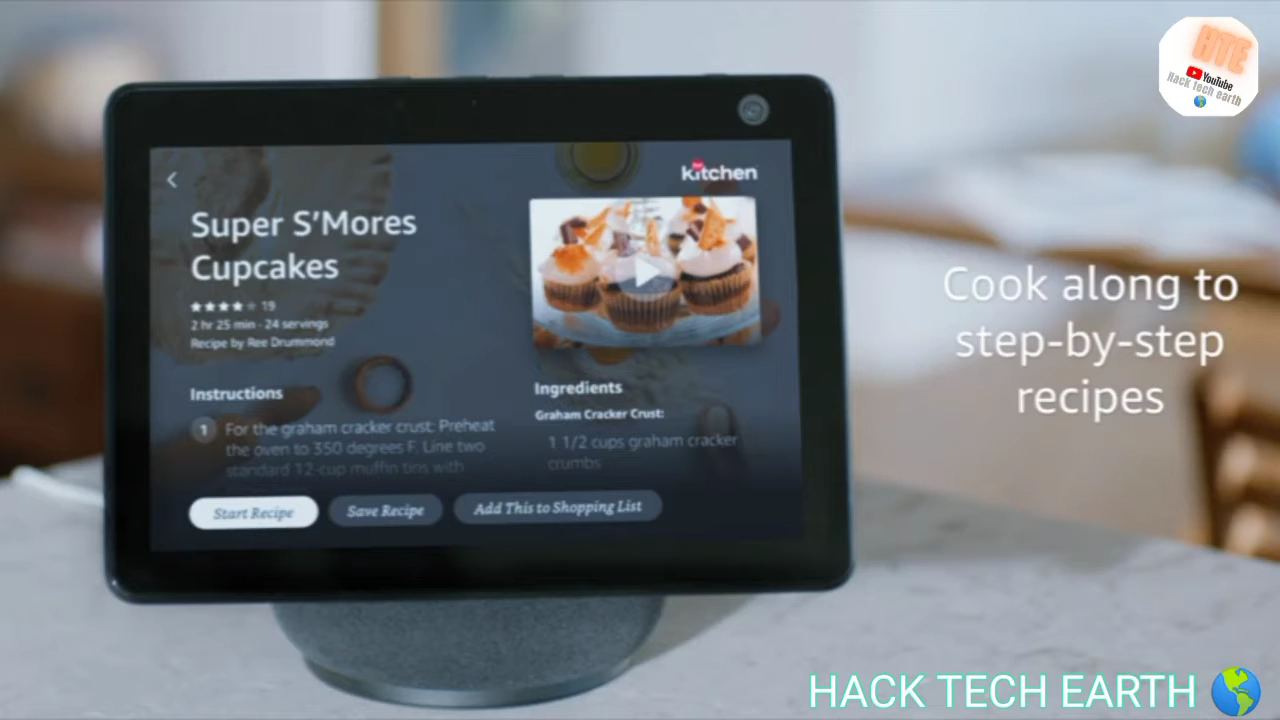 HTE
YouTube
Hack tech earth
kitchen
Super S'Mores
Cupcakes
19
2 hr 25 min · 24 servings
Recipe by Ree Drummond
Instructions
1 For the graham cracker crust: Preheat
the oven to 350 degrees F. Line two
standard 12-cup muffin tins with
Ingredients
Graham Cracker Crust:
1 1/2 cups graham cracker
crumbs
Start Recipe
Save Recipe
Add This to Shopping List
Cook along to
step-by-step
recipes
HACK TECH EARTH